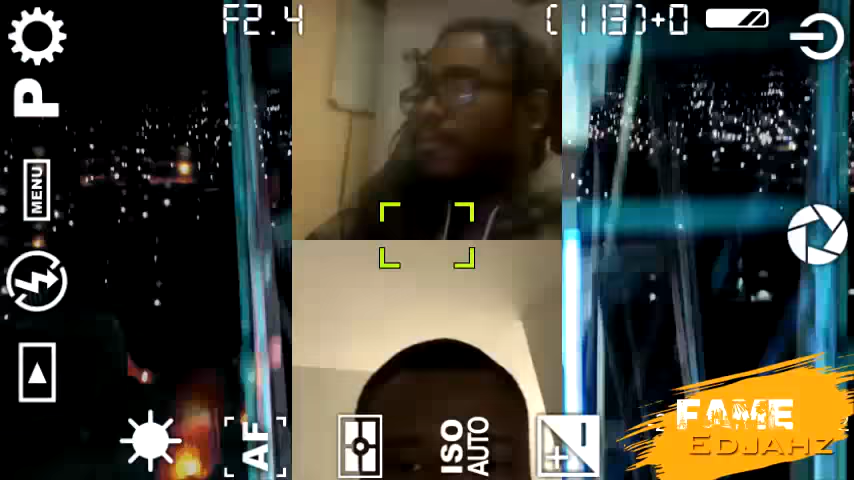 F2.4
(113)+0
P
MENU
AF
ISO
AUTO
FAME
EDJAHZ